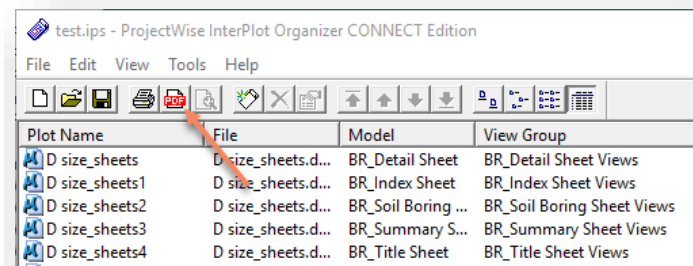 test.ips - ProjectWise InterPlot Organizer CONNECT Edition
File Edit View Tools Help
PDF
Plot Name File Model View Group
D size_sheets D size_sheets.d... BR_Detail Sheet BR_Detail Sheet Views
D size_sheets1 D size_sheets.d... BR_Index Sheet BR_Index Sheet Views
D size_sheets2 D size_sheets.d... BR_Soil Boring ... BR_Soil Boring Sheet Views
D size_sheets3 D size_sheets.d... BR_Summary S... BR_Summary Sheet Views
D size_sheets4 D size_sheets.d... BR_Title Sheet BR_Title Sheet Views